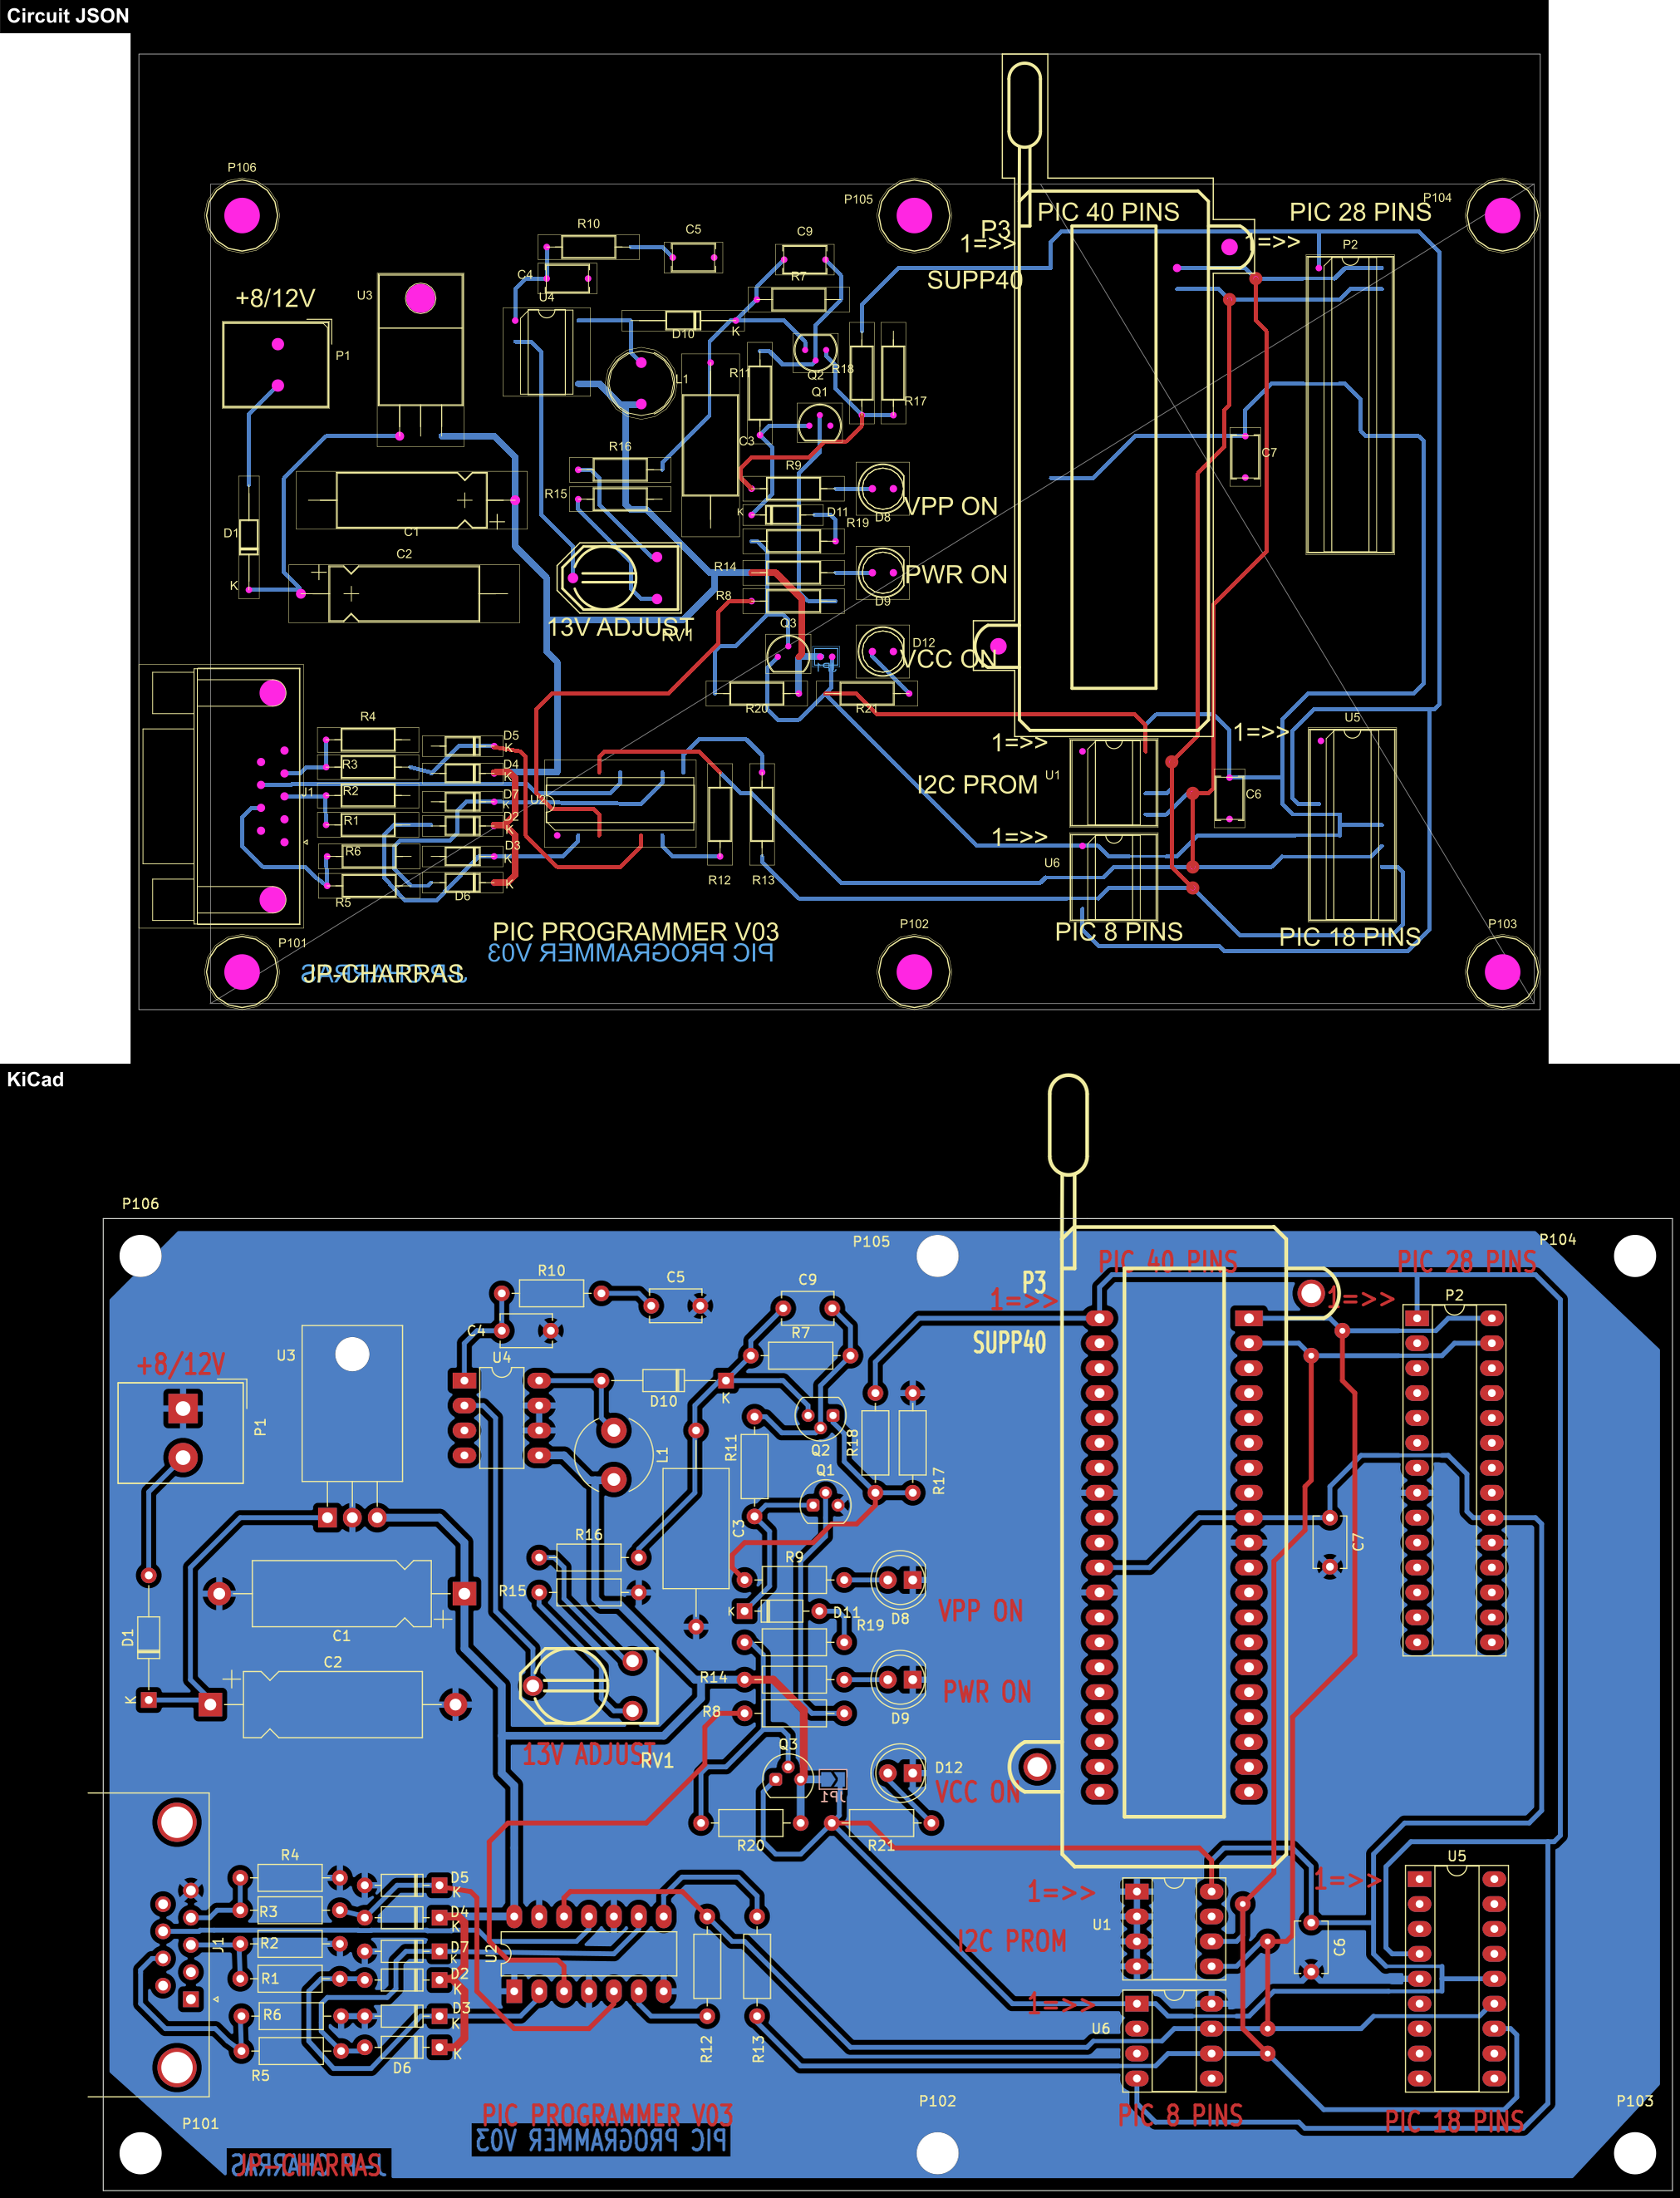 Circuit JSON
P106
P105
P104
PIC 40 PINS
PIC 28 PINS
R10
C5
C9
P3
1=>>
1=>>
P2
C4
R7
SUPP40
+8/12V
U3
U4
D10
K
P1
L1
R11
Q2
R18
Q1
R17
C3
R16
C7
R15
R9
D1
C1
K
D11
D8
VPP ON
R19
C2
K
R14
PWR ON
R8
D9
13V ADJUST
RV1
Q3
JP1
D12
VCC ON
R20
R21
R4
D5
K
1=>>
1=>>
U5
R3
D4
K
U1
I2C PROM
J1
R2
D7
K
U2
C6
R1
D2
K
1=>>
R6
D3
K
U6
R5
D6
R12
R13
PIC PROGRAMMER V03
PIC PROGRAMMER V03
P101
P102
PIC 8 PINS
PIC 18 PINS
P103
J-P CHARRAS
JP-CHARRAS
KiCad
P106
P105
P104
PIC 40 PINS
PIC 28 PINS
R10
C5
C9
P3
1=>>
1=>>
P2
C4
R7
SUPP40
+8/12V
U3
U4
D10
K
P1
L1
R11
Q2
R18
Q1
R17
C3
R16
C7
R15
R9
D1
C1
K
D11
D8
VPP ON
R19
C2
K
R14
PWR ON
R8
D9
13V ADJUST
RV1
Q3
JP1
D12
VCC ON
R20
R21
R4
D5
K
1=>>
1=>>
U5
R3
D4
K
U1
I2C PROM
J1
R2
D7
K
U2
C6
R1
D2
K
1=>>
R6
D3
K
U6
R5
D6
K
R12
R13
PIC PROGRAMMER V03
PIC PROGRAMMER V03
P101
P102
PIC 8 PINS
PIC 18 PINS
P103
J-P CHARRAS
JP-CHARRAS